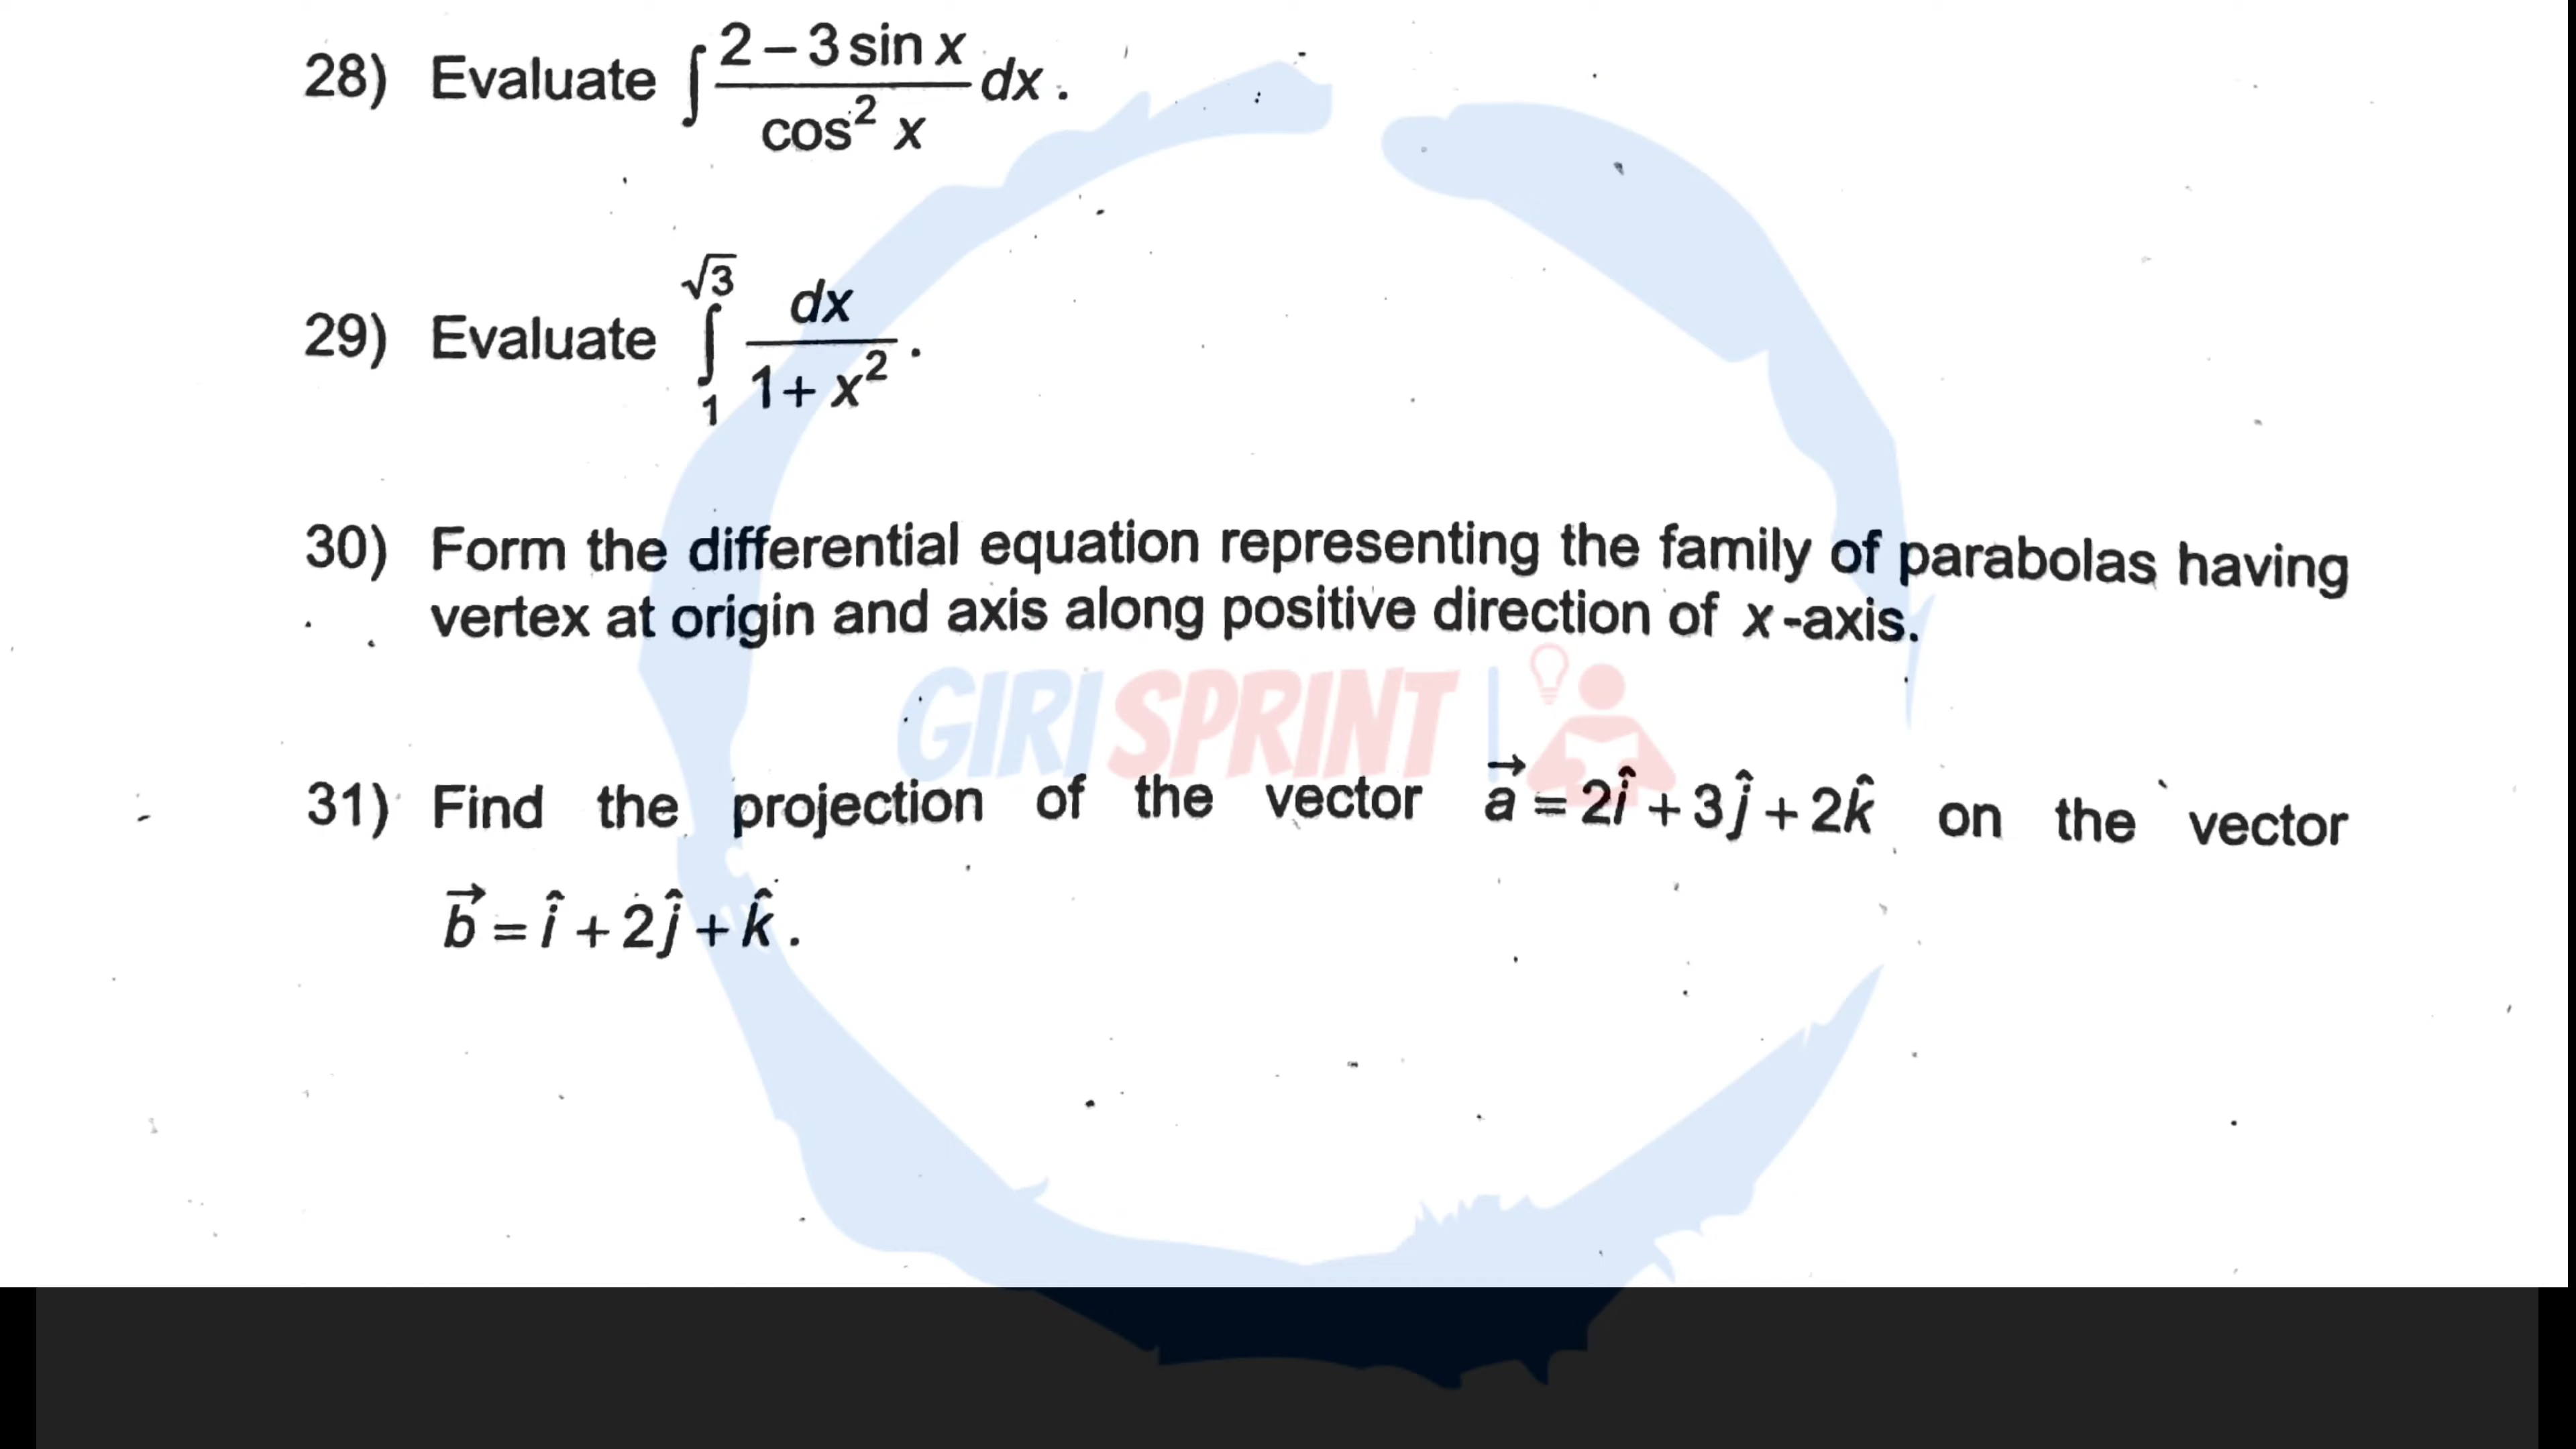 28) Evaluate ∫ (2 – 3 sin x)/(cos² x) dx .
29) Evaluate ∫₁^√3 dx/(1+ x²) .
30) Form the differential equation representing the family of parabolas having
vertex at origin and axis along positive direction of x -axis.
GIRI SPRINT
31) Find the projection of the vector a⃗ = 2î + 3ĵ + 2k̂ on the vector
b⃗ = î + 2ĵ + k̂ .